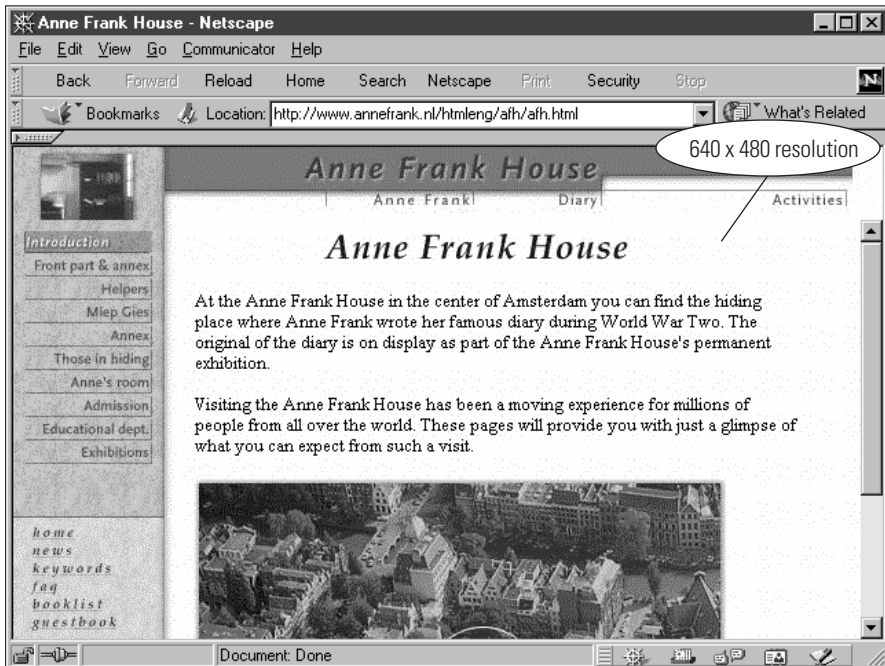 Anne Frank House - Netscape
File Edit View Go Communicator Help
Back Forward Reload Home Search Netscape Print Security Stop
N
Bookmarks Location: http://www.annefrank.nl/htmleng/afh/afh.html What's Related
640 x 480 resolution
Anne Frank House
Anne Frank Diary Activities
Introduction
Front part & annex
Helpers
Miep Gies
Annex
Those in hiding
Anne's room
Admission
Educational dept.
Exhibitions
home
news
keywords
faq
booklist
guestbook
Anne Frank House
At the Anne Frank House in the center of Amsterdam you can find the hiding
place where Anne Frank wrote her famous diary during World War Two. The
original of the diary is on display as part of the Anne Frank House's permanent
exhibition.
Visiting the Anne Frank House has been a moving experience for millions of
people from all over the world. These pages will provide you with just a glimpse of
what you can expect from such a visit.
Document: Done